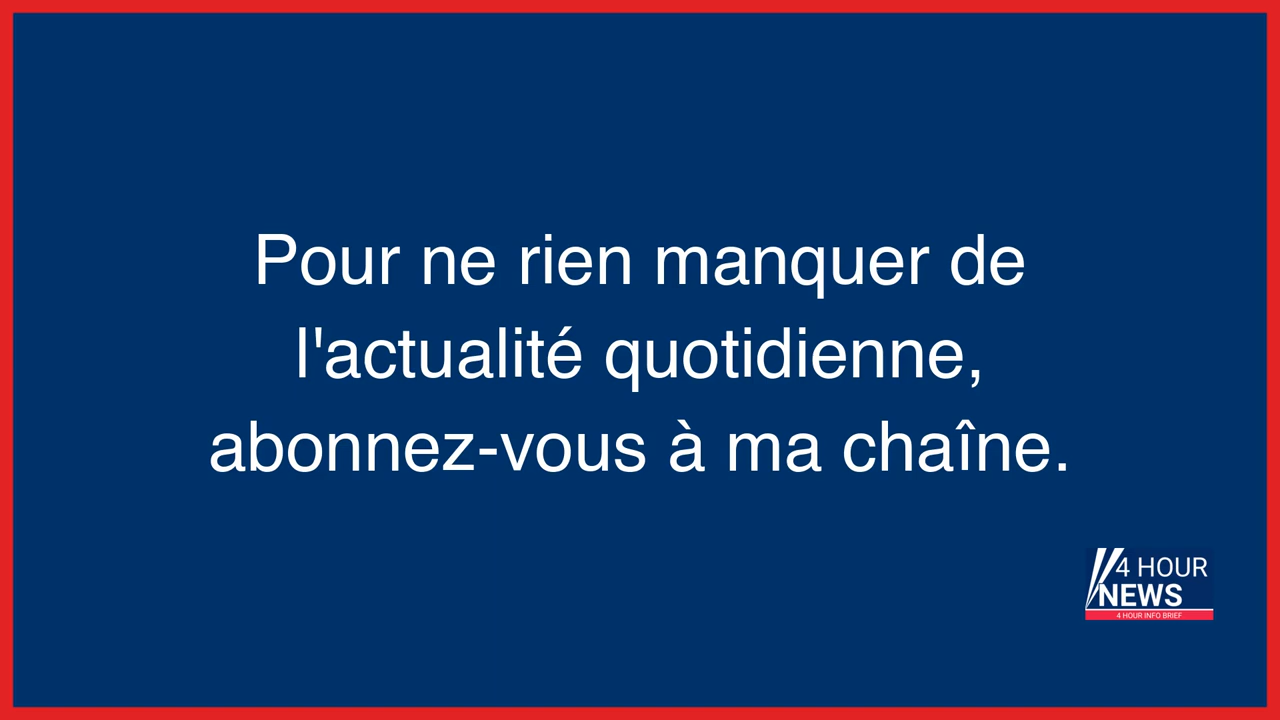 Pour ne rien manquer de
l'actualité quotidienne,
abonnez-vous à ma chaîne.
4 HOUR
NEWS
4 HOUR INFO BRIEF